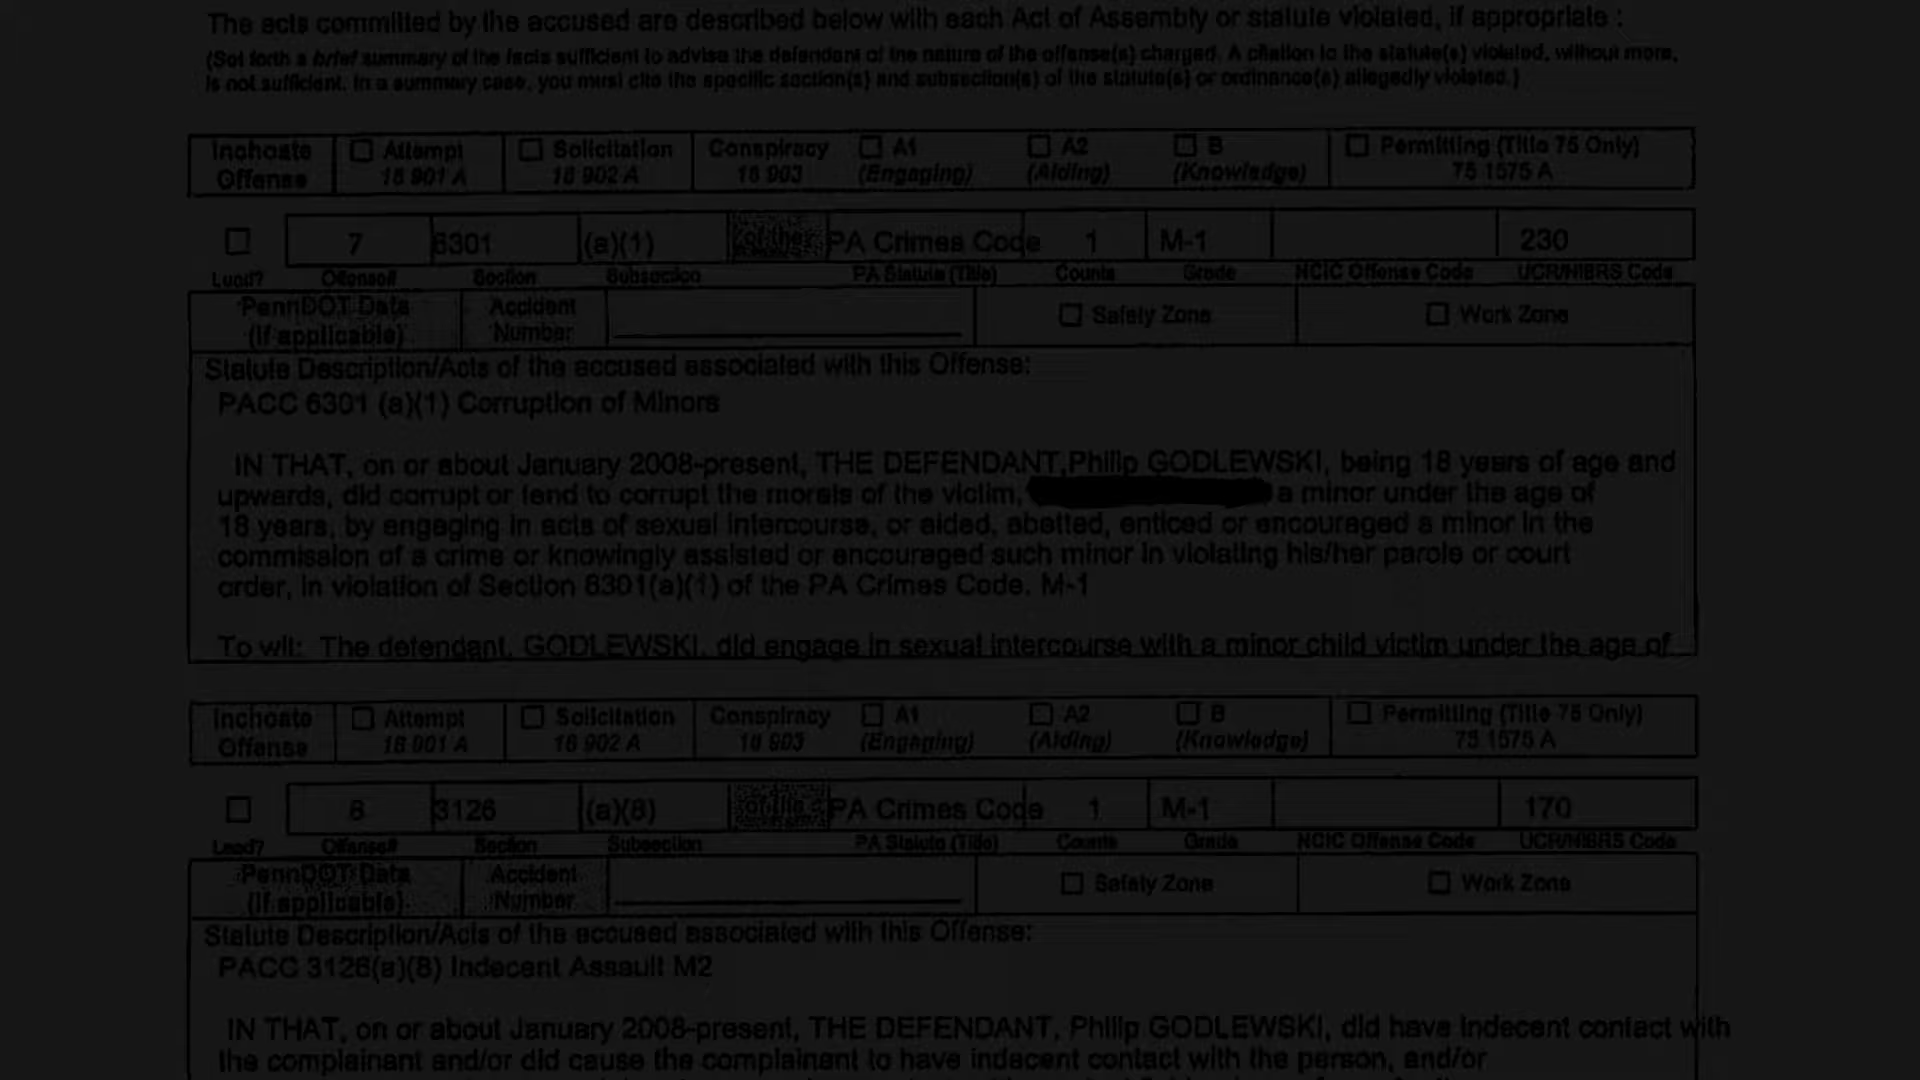 The acts committed by the accused are described below with each Act of Assembly or statute violated, if appropriate :
(Set forth a brief summary of the facts sufficient to advise the defendant of the nature of the offense(s) charged. A citation to the statute(s) violated, without more,
is not sufficient. In a summary case, you must cite the specific section(s) and subsection(s) of the statute(s) or ordinance(s) allegedly violated.)
Inchoate Offense Attempt 18 901 A Solicitation 18 902 A Conspiracy 18 903 A1 (Engaging) A2 (Aiding) B (Knowledge) Permitting (Title 75 Only) 75 1575 A
7 6301 (a)(1) of the PA Crimes Code 1 M-1 230
Lead? Offense# Section Subsection PA Statute (Title) Counts Grade NCIC Offense Code UCR/NIBRS Code
PennDOT Data (if applicable) Accident Number Safety Zone Work Zone
Statute Description/Acts of the accused associated with this Offense:
PACC 6301 (a)(1) Corruption of Minors
IN THAT, on or about January 2008-present, THE DEFENDANT,Philip GODLEWSKI, being 18 years of age and
upwards, did corrupt or tend to corrupt the morals of the victim, a minor under the age of
18 years, by engaging in acts of sexual intercourse, or aided, abetted, enticed or encouraged a minor in the
commission of a crime or knowingly assisted or encouraged such minor in violating his/her parole or court
order, in violation of Section 6301(a)(1) of the PA Crimes Code. M-1
To wit: The defendant, GODLEWSKI, did engage in sexual intercourse with a minor child victim under the age of
Inchoate Offense Attempt 18 901 A Solicitation 18 902 A Conspiracy 18 903 A1 (Engaging) A2 (Aiding) B (Knowledge) Permitting (Title 75 Only) 75 1575 A
8 3126 (a)(8) of the PA Crimes Code 1 M-1 170
Lead? Offense# Section Subsection PA Statute (Title) Counts Grade NCIC Offense Code UCR/NIBRS Code
PennDOT Data (if applicable) Accident Number Safety Zone Work Zone
Statute Description/Acts of the accused associated with this Offense:
PACC 3126(a)(8) Indecent Assault M2
IN THAT, on or about January 2008-present, THE DEFENDANT, Philip GODLEWSKI, did have indecent contact with
the complainant and/or did cause the complainant to have indecent contact with the person, and/or